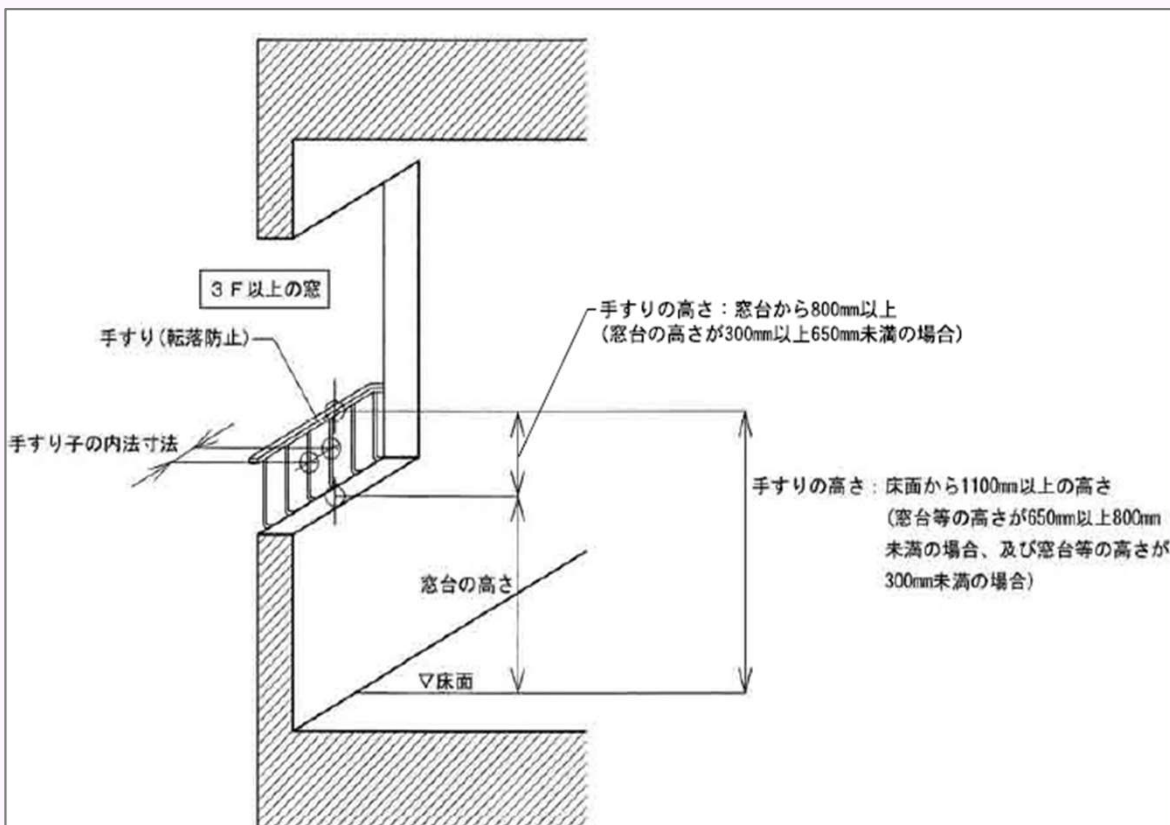 3F以上の窓
手すり(転落防止)
手すり子の内法寸法
手すりの高さ：窓台から800mm以上
(窓台の高さが300mm以上650mm未満の場合)
手すりの高さ：床面から1100mm以上の高さ
(窓台等の高さが650mm以上800mm
未満の場合、及び窓台等の高さが
300mm未満の場合)
窓台の高さ
▽床面